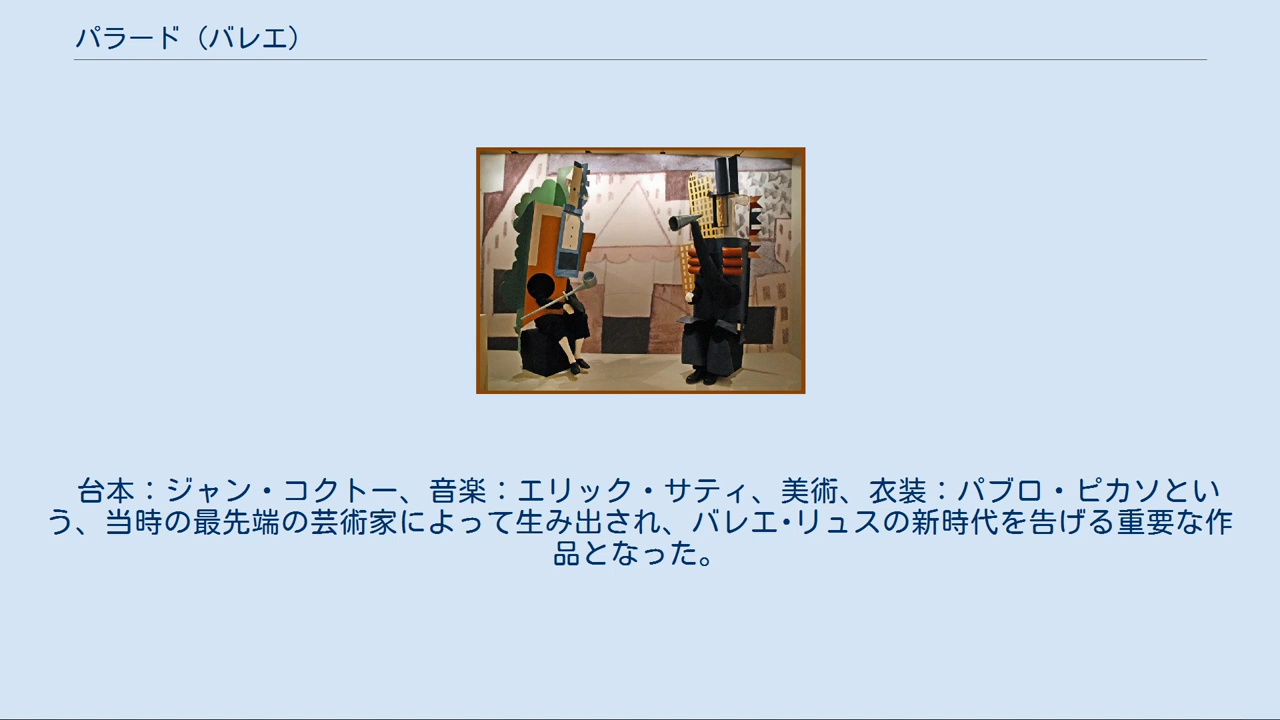 パラード（バレエ）
台本：ジャン・コクトー、音楽：エリック・サティ、美術、衣装：パブロ・ピカソとい
う、当時の最先端の芸術家によって生み出され、バレエ・リュスの新時代を告げる重要な作
品となった。